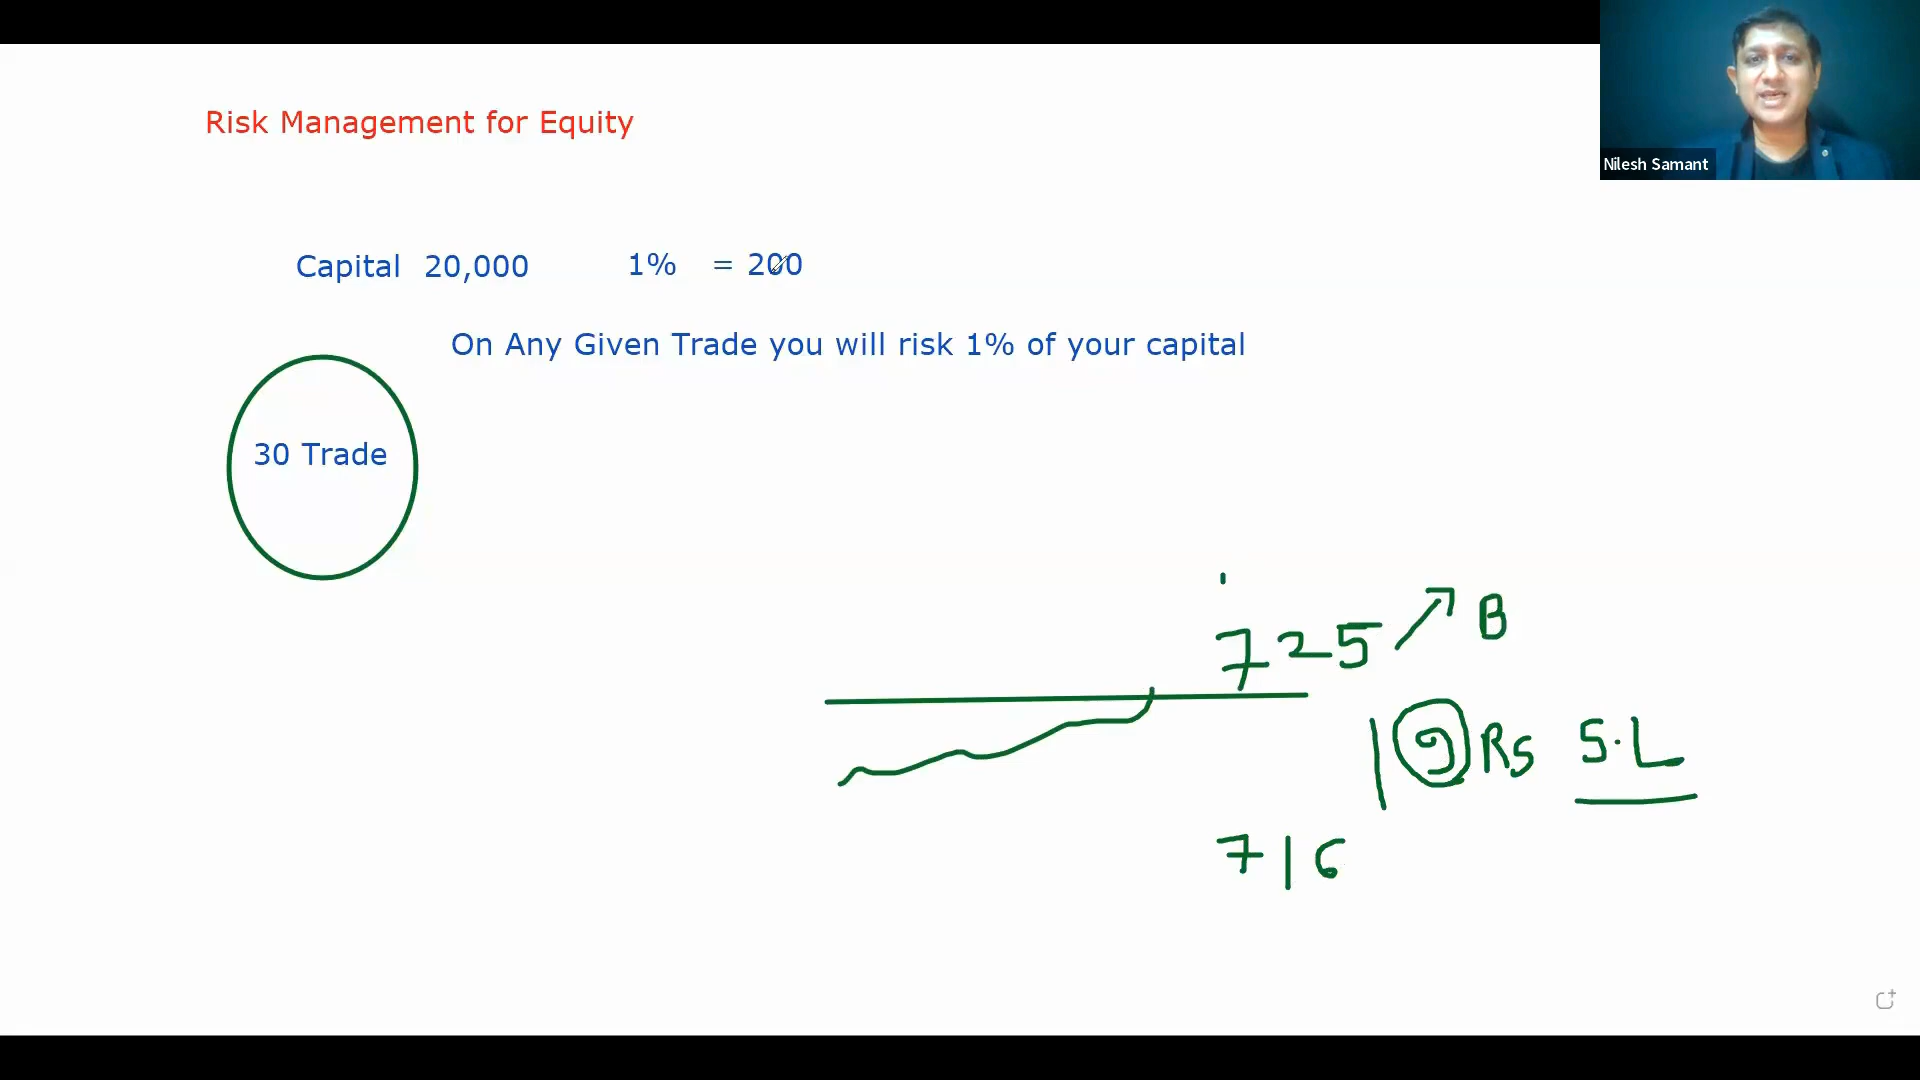 Nilesh Samant
Risk Management for Equity
Capital 20,000 1% = 200
On Any Given Trade you will risk 1% of your capital
30 Trade
725 B
9 Rs S.L
716